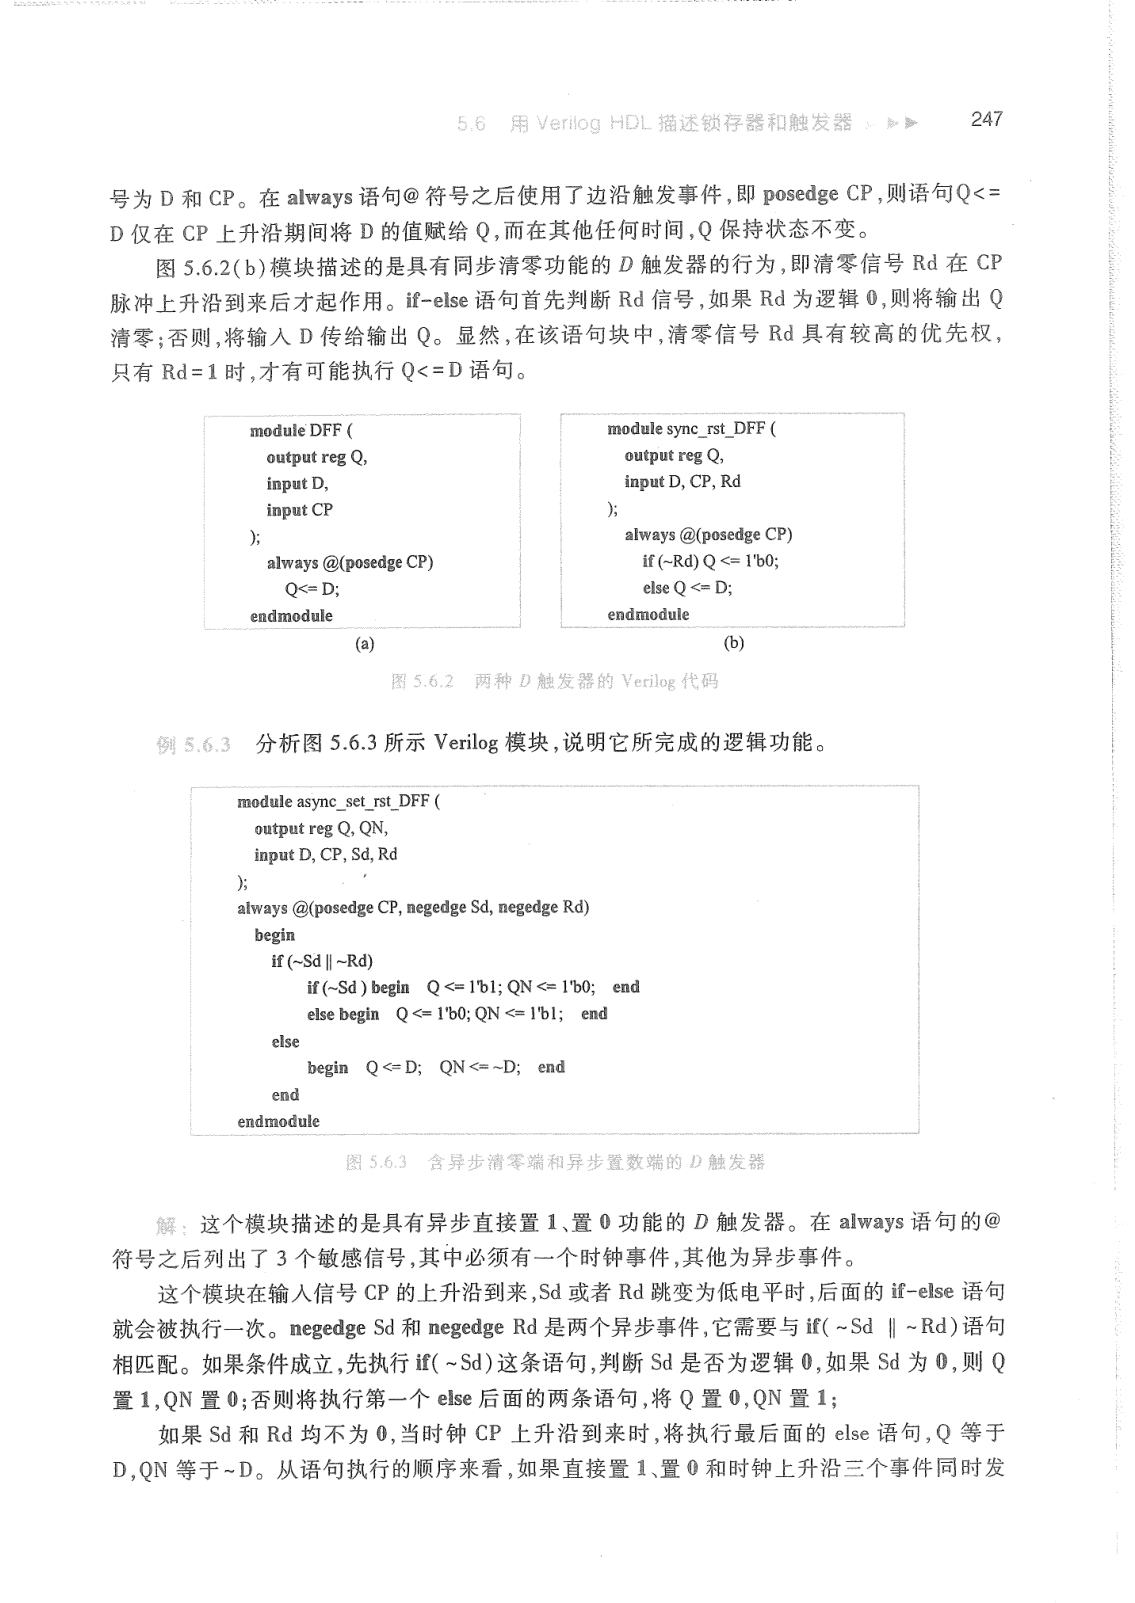 5.6 用 Verilog HDL 描述锁存器和触发器 ▶▶ 247
号为 D 和 CP。在 always 语句@ 符号之后使用了边沿触发事件,即 posedge CP,则语句Q<=
D 仅在 CP 上升沿期间将 D 的值赋给 Q,而在其他任何时间,Q 保持状态不变。
图 5.6.2(b)模块描述的是具有同步清零功能的 D 触发器的行为,即清零信号 Rd 在 CP
脉冲上升沿到来后才起作用。if-else 语句首先判断 Rd 信号,如果 Rd 为逻辑 0,则将输出 Q
清零;否则,将输入 D 传给输出 Q。显然,在该语句块中,清零信号 Rd 具有较高的优先权,
只有 Rd=1 时,才有可能执行 Q<=D 语句。
module DFF (
output reg Q,
input D,
input CP
);
always @(posedge CP)
Q<= D;
endmodule
(a)
module sync_rst_DFF (
output reg Q,
input D, CP, Rd
);
always @(posedge CP)
if (~Rd) Q <= 1'b0;
else Q <= D;
endmodule
(b)
图 5.6.2 两种 D 触发器的 Verilog 代码
例 5.6.3 分析图 5.6.3 所示 Verilog 模块,说明它所完成的逻辑功能。
module async_set_rst_DFF (
output reg Q, QN,
input D, CP, Sd, Rd
);
always @(posedge CP, negedge Sd, negedge Rd)
begin
if (~Sd || ~Rd)
if (~Sd ) begin Q <= 1'b1; QN <= 1'b0; end
else begin Q <= 1'b0; QN <= 1'b1; end
else
begin Q <= D; QN <= ~D; end
end
endmodule
图 5.6.3 含异步清零端和异步置数端的 D 触发器
解: 这个模块描述的是具有异步直接置 1、置 0 功能的 D 触发器。在 always 语句的@
符号之后列出了 3 个敏感信号,其中必须有一个时钟事件,其他为异步事件。
这个模块在输入信号 CP 的上升沿到来,Sd 或者 Rd 跳变为低电平时,后面的 if-else 语句
就会被执行一次。negedge Sd 和 negedge Rd 是两个异步事件,它需要与 if( ~Sd || ~Rd)语句
相匹配。如果条件成立,先执行 if( ~Sd)这条语句,判断 Sd 是否为逻辑 0,如果 Sd 为 0,则 Q
置 1,QN 置 0;否则将执行第一个 else 后面的两条语句,将 Q 置 0,QN 置 1;
如果 Sd 和 Rd 均不为 0,当时钟 CP 上升沿到来时,将执行最后面的 else 语句,Q 等于
D,QN 等于 ~D。从语句执行的顺序来看,如果直接置 1、置 0 和时钟上升沿三个事件同时发